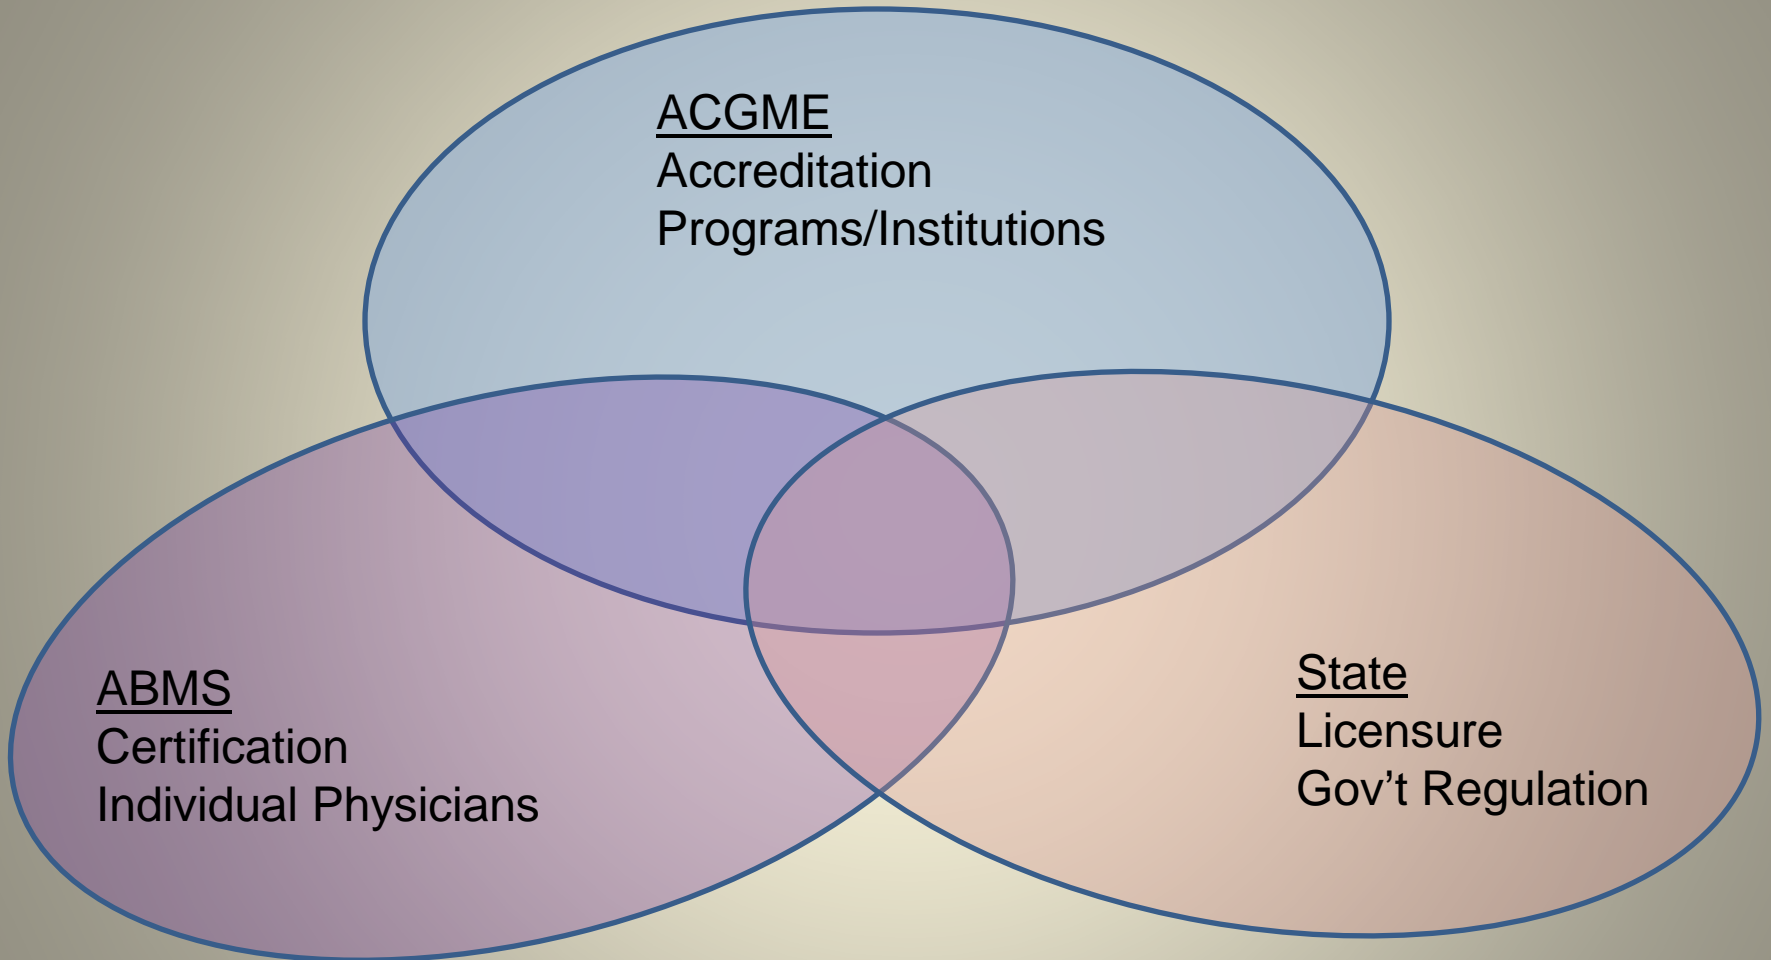 ACGME
Accreditation
Programs/Institutions
ABMS
Certification
Individual Physicians
State
Licensure
Gov’t Regulation